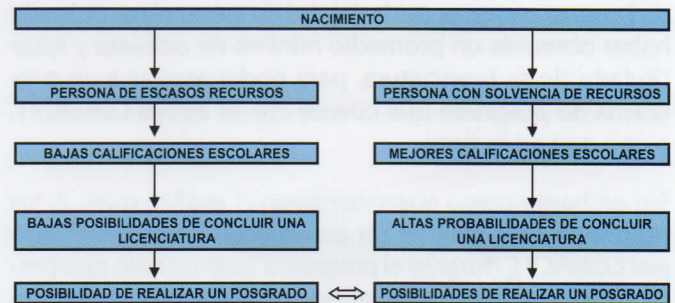 NACIMIENTO
PERSONA DE ESCASOS RECURSOS
PERSONA CON SOLVENCIA DE RECURSOS
BAJAS CALIFICACIONES ESCOLARES
MEJORES CALIFICACIONES ESCOLARES
BAJAS POSIBILIDADES DE CONCLUIR UNA
LICENCIATURA
ALTAS PROBABILIDADES DE CONCLUIR
UNA LICENCIATURA
POSIBILIDAD DE REALIZAR UN POSGRADO
POSIBILIDADES DE REALIZAR UN POSGRADO